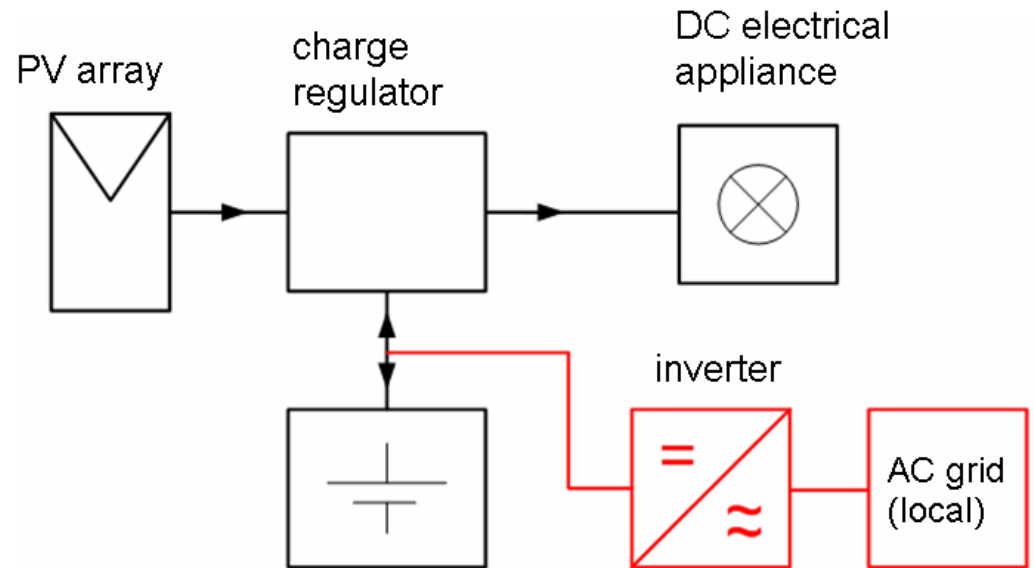 PV array
charge
regulator
DC electrical
appliance
inverter
=
≈
AC grid
(local)